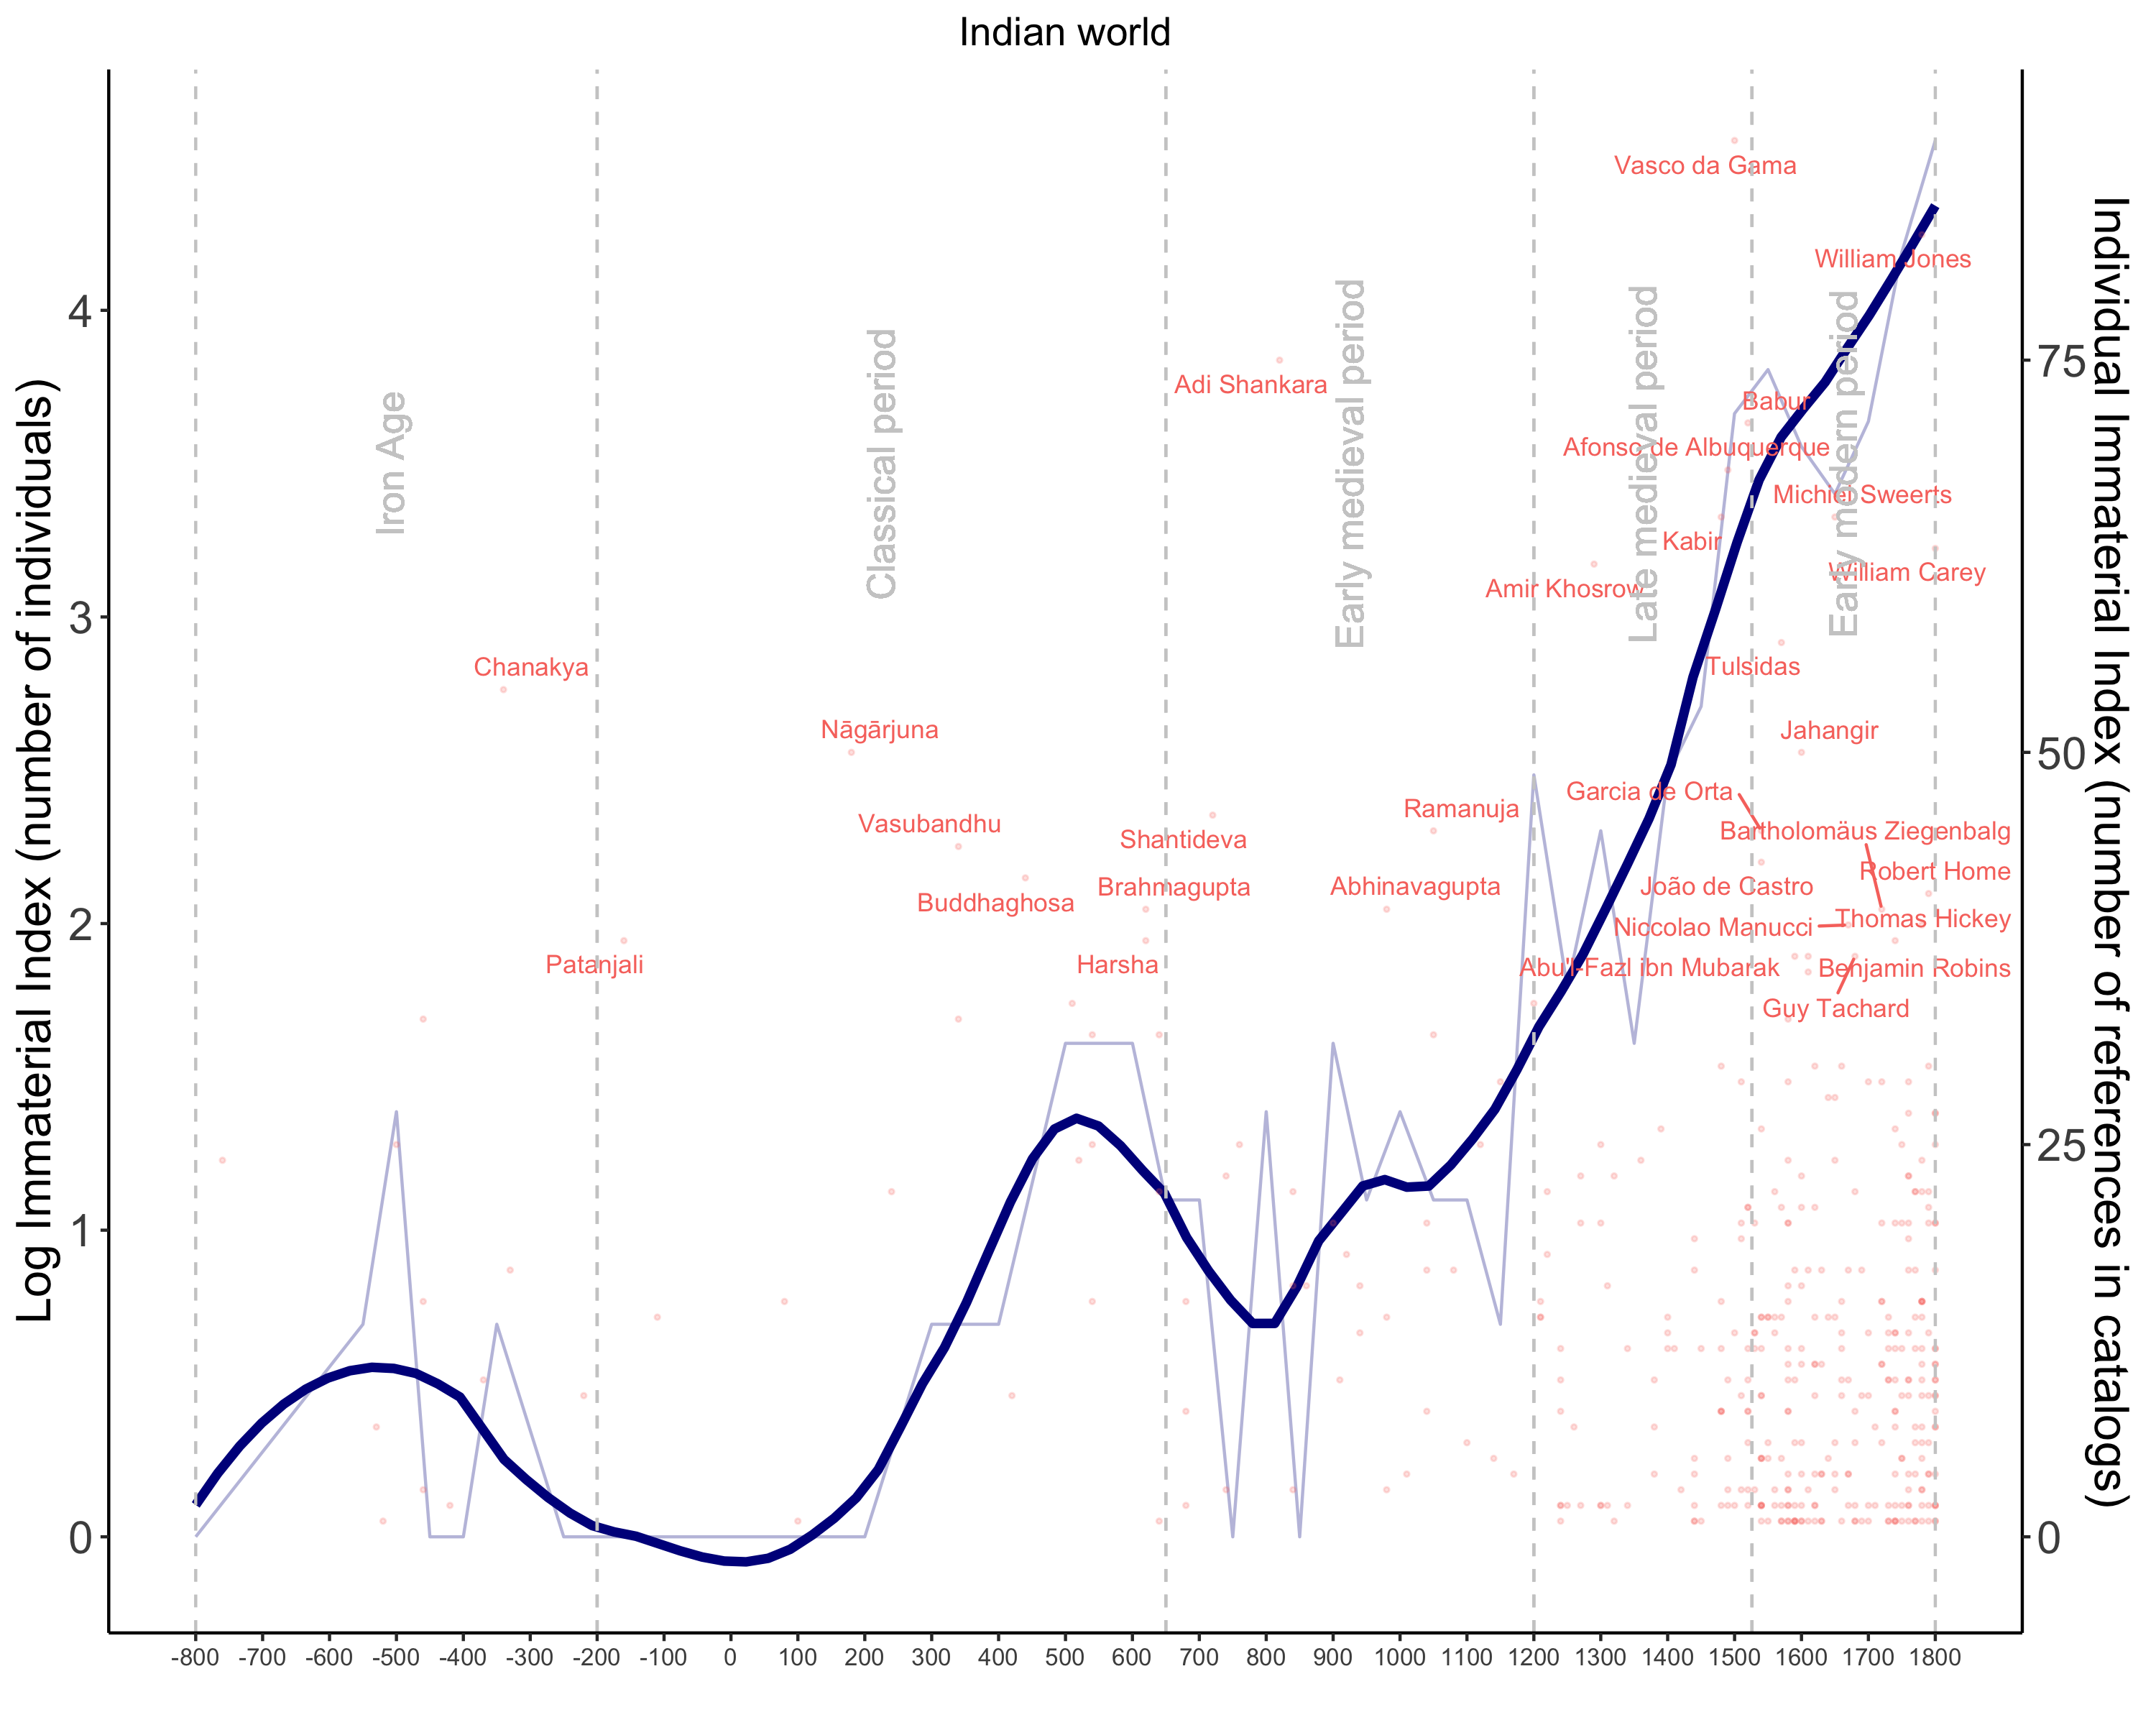 Indian world
Log Immaterial Index (number of individuals)
Individual Immaterial Index (number of references in catalogs)
4
3
2
1
0
75
50
25
0
Iron Age
Classical period
Early medieval period
Late medieval period
Early modern period
Vasco da Gama
William Jones
Adi Shankara
Babur
Afonso de Albuquerque
Michiel Sweerts
Kabir
William Carey
Amir Khosrow
Chanakya
Tulsidas
Nāgārjuna
Jahangir
Garcia de Orta
Ramanuja
Vasubandhu
Bartholomäus Ziegenbalg
Shantideva
Robert Home
Brahmagupta
Abhinavagupta
João de Castro
Buddhaghosa
Thomas Hickey
Niccolao Manucci
Patanjali
Harsha
Abu'l-Fazl ibn Mubarak
Benjamin Robins
Guy Tachard
-800 -700 -600 -500 -400 -300 -200 -100 0 100 200 300 400 500 600 700 800 900 1000 1100 1200 1300 1400 1500 1600 1700 1800